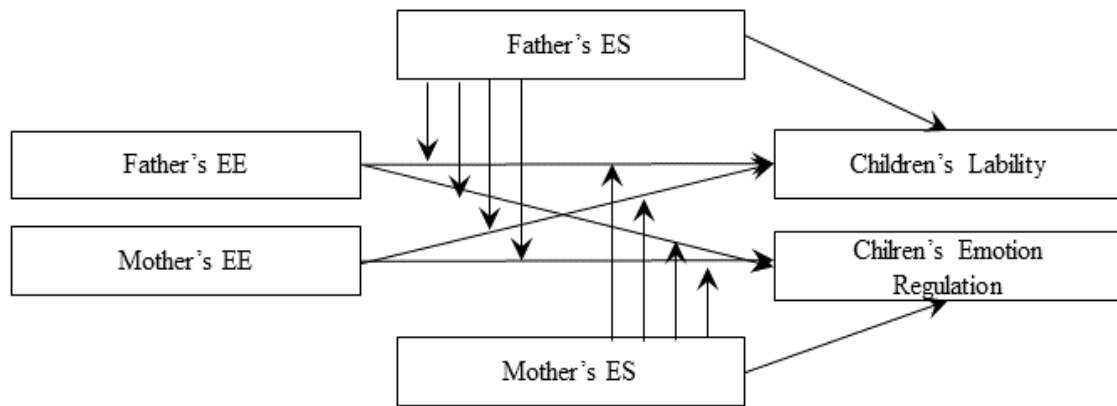 Father’s ES
Father’s EE
Children’s Lability
Mother’s EE
Chilren’s Emotion
Regulation
Mother’s ES